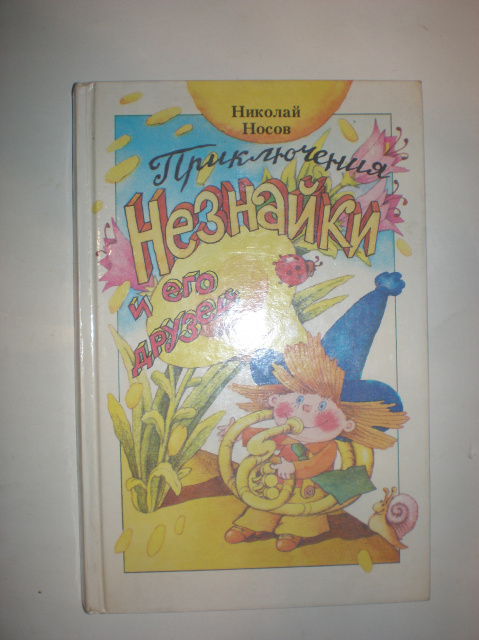 Николай
Носов
Приключения
Незнайки
и его
друзей